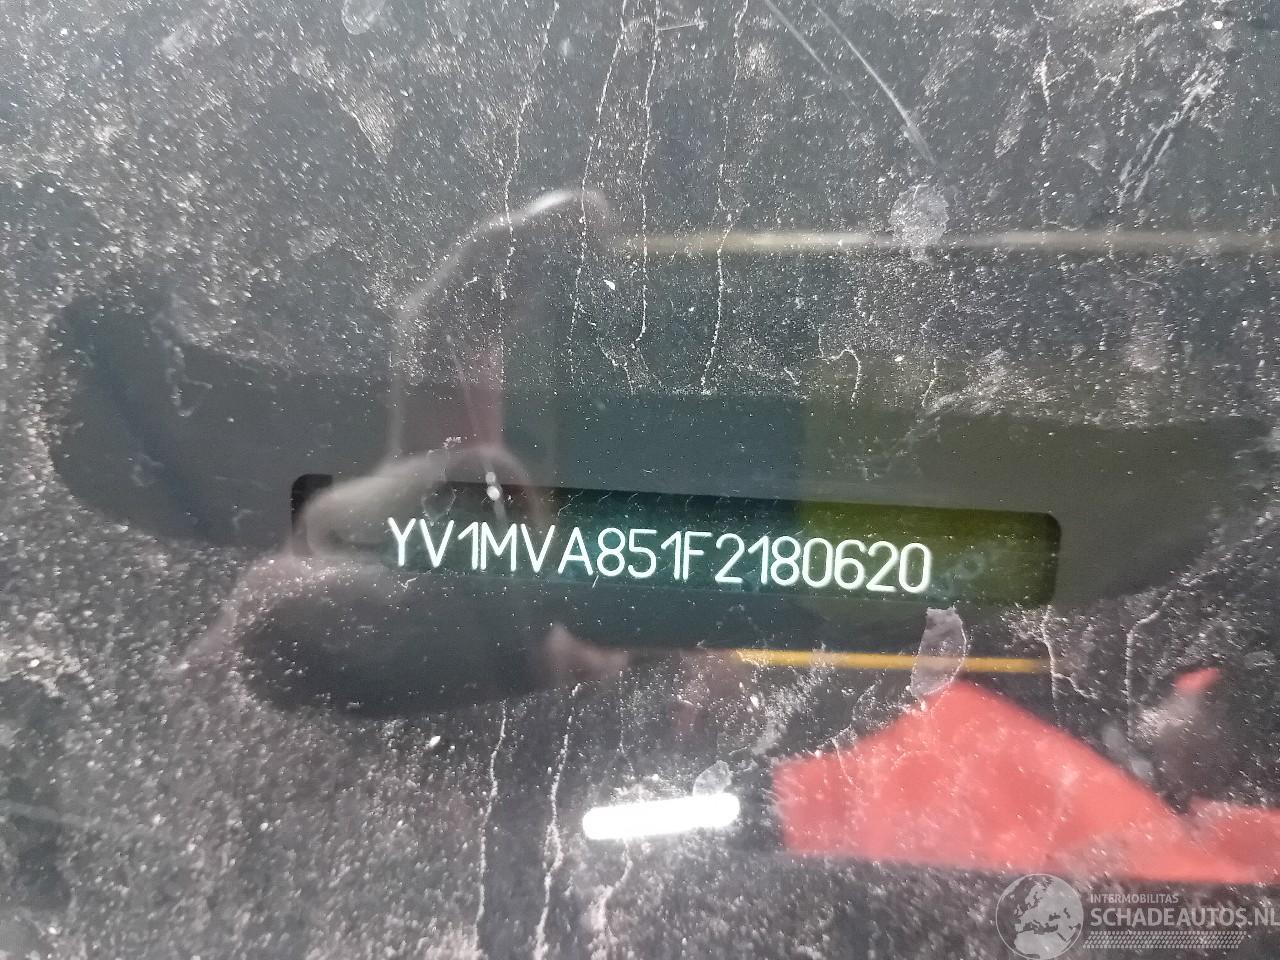 YV1MVA851F2180620
INTERMOBILITAS
SCHADEAUTOS.NL